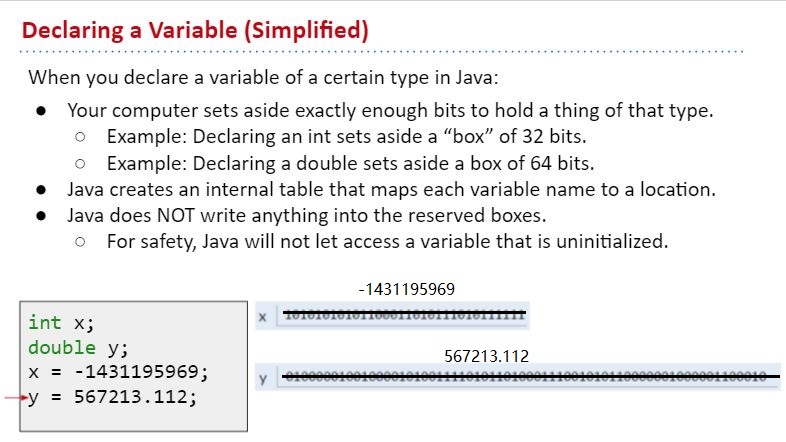 Declaring a Variable (Simplified)
When you declare a variable of a certain type in Java:
● Your computer sets aside exactly enough bits to hold a thing of that type.
○ Example: Declaring an int sets aside a “box” of 32 bits.
○ Example: Declaring a double sets aside a box of 64 bits.
● Java creates an internal table that maps each variable name to a location.
● Java does NOT write anything into the reserved boxes.
○ For safety, Java will not let access a variable that is uninitialized.
int x;
double y;
x = -1431195969;
y = 567213.112;
-1431195969
x
567213.112
y